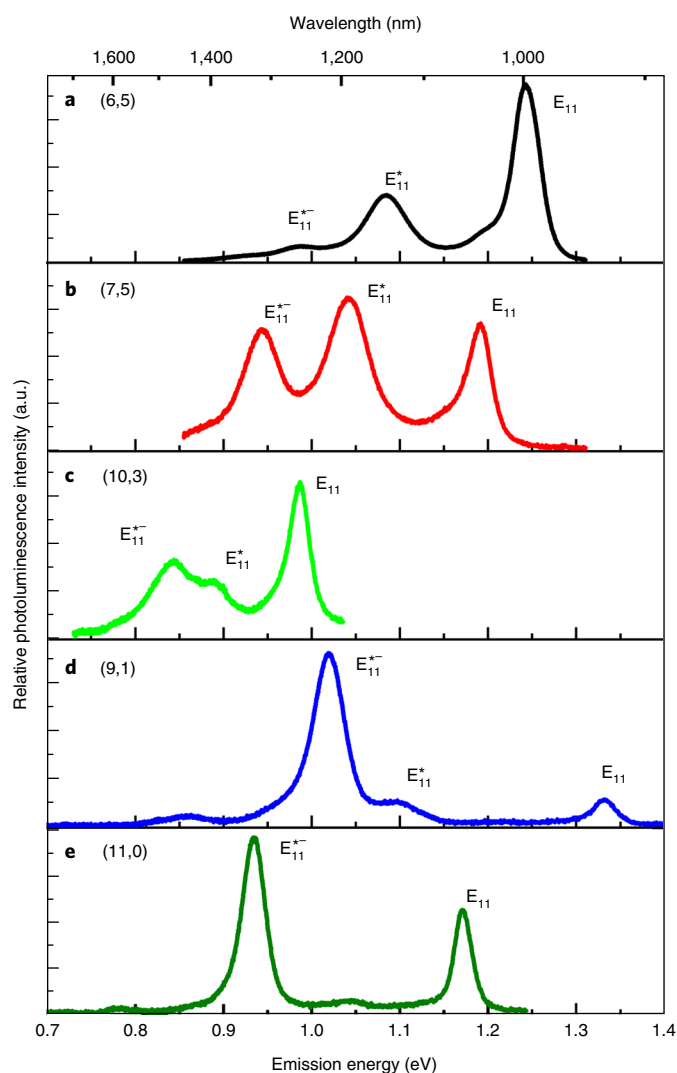 Wavelength (nm)
1,600 1,400 1,200 1,000
a (6,5)
E₁₁
E*₁₁
E*⁻₁₁
b (7,5)
E*⁻₁₁
E*₁₁
E₁₁
c (10,3)
E₁₁
E*⁻₁₁
E*₁₁
d (9,1)
E*⁻₁₁
E*₁₁
E₁₁
e (11,0)
E*⁻₁₁
E₁₁
Relative photoluminescence intensity (a.u.)
0.7 0.8 0.9 1.0 1.1 1.2 1.3 1.4
Emission energy (eV)